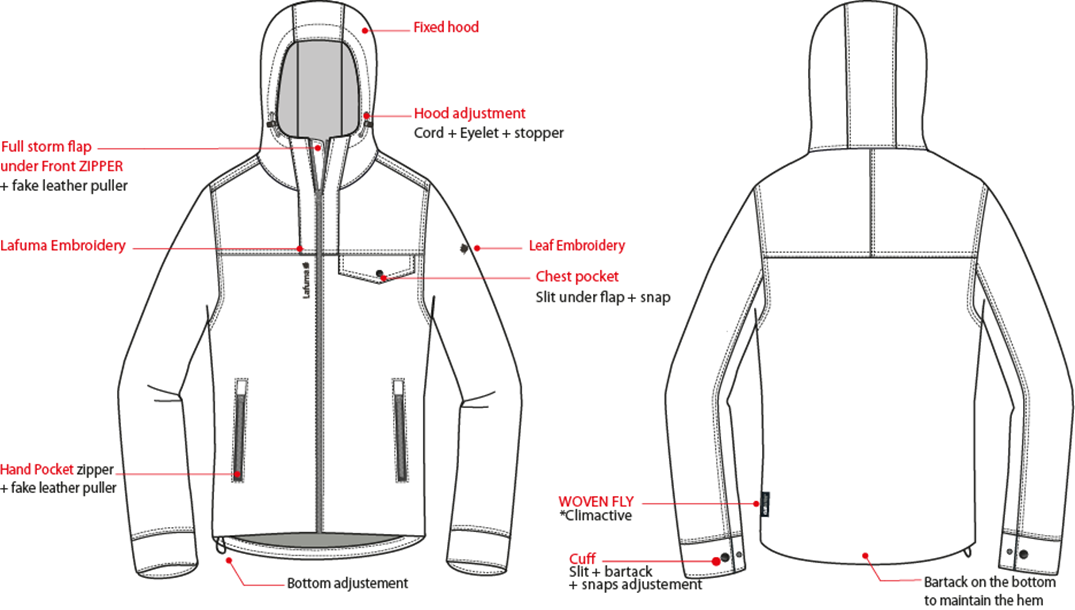 Fixed hood
Hood adjustment
Cord + Eyelet + stopper
Full storm flap
under Front ZIPPER
+ fake leather puller
Lafuma Embroidery
Leaf Embroidery
Chest pocket
Slit under flap + snap
Lafuma
Hand Pocket zipper
+ fake leather puller
Bottom adjustement
WOVEN FLY
*Climactive
Cuff
Slit + bartack
+ snaps adjustement
Bartack on the bottom
to maintain the hem